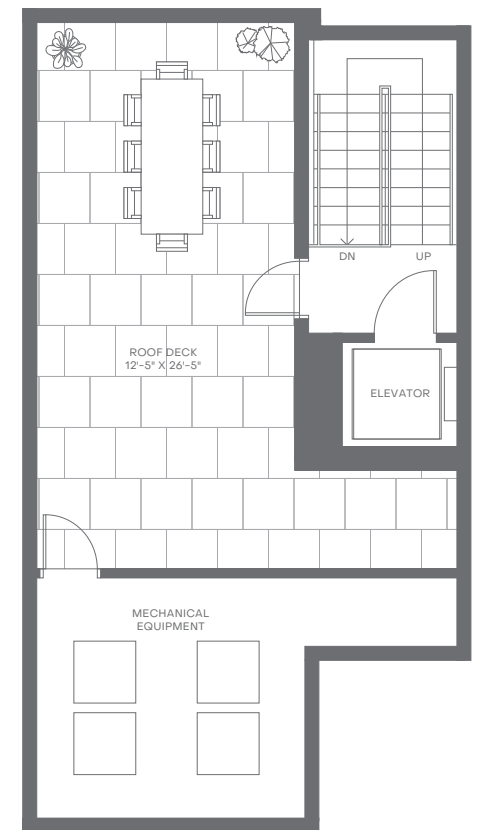 DN
UP
ROOF DECK
12'-5" X 26'-5"
ELEVATOR
MECHANICAL
EQUIPMENT